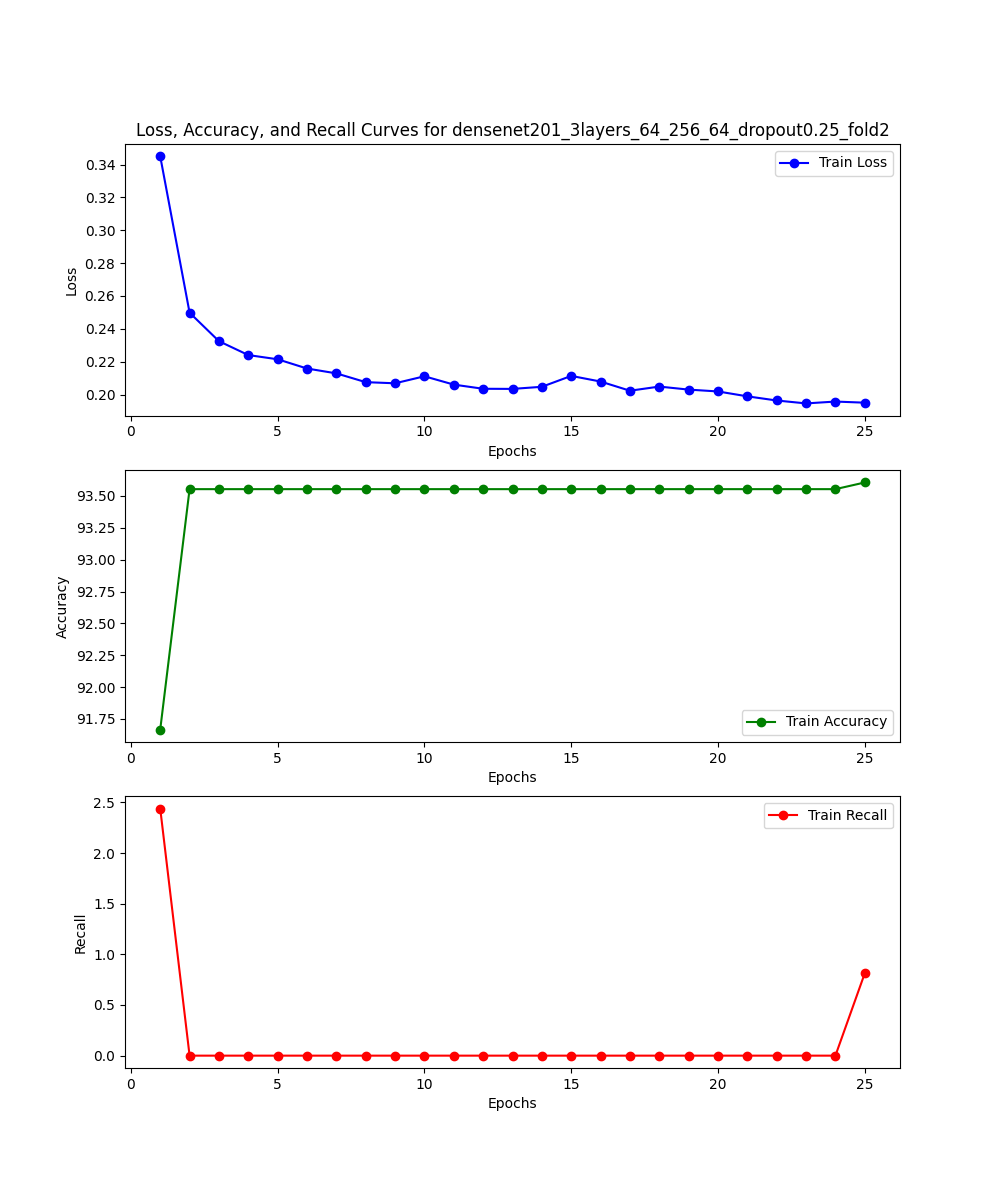 Loss, Accuracy, and Recall Curves for densenet201_3layers_64_256_64_dropout0.25_fold2
Train Loss
0.34
0.32
0.30
0.28
0.26
0.24
0.22
0.20
Loss
0 5 10 15 20 25
Epochs
93.50
93.25
93.00
92.75
92.50
92.25
92.00
91.75
Accuracy
Train Accuracy
0 5 10 15 20 25
Epochs
Train Recall
2.5
2.0
1.5
1.0
0.5
0.0
Recall
0 5 10 15 20 25
Epochs